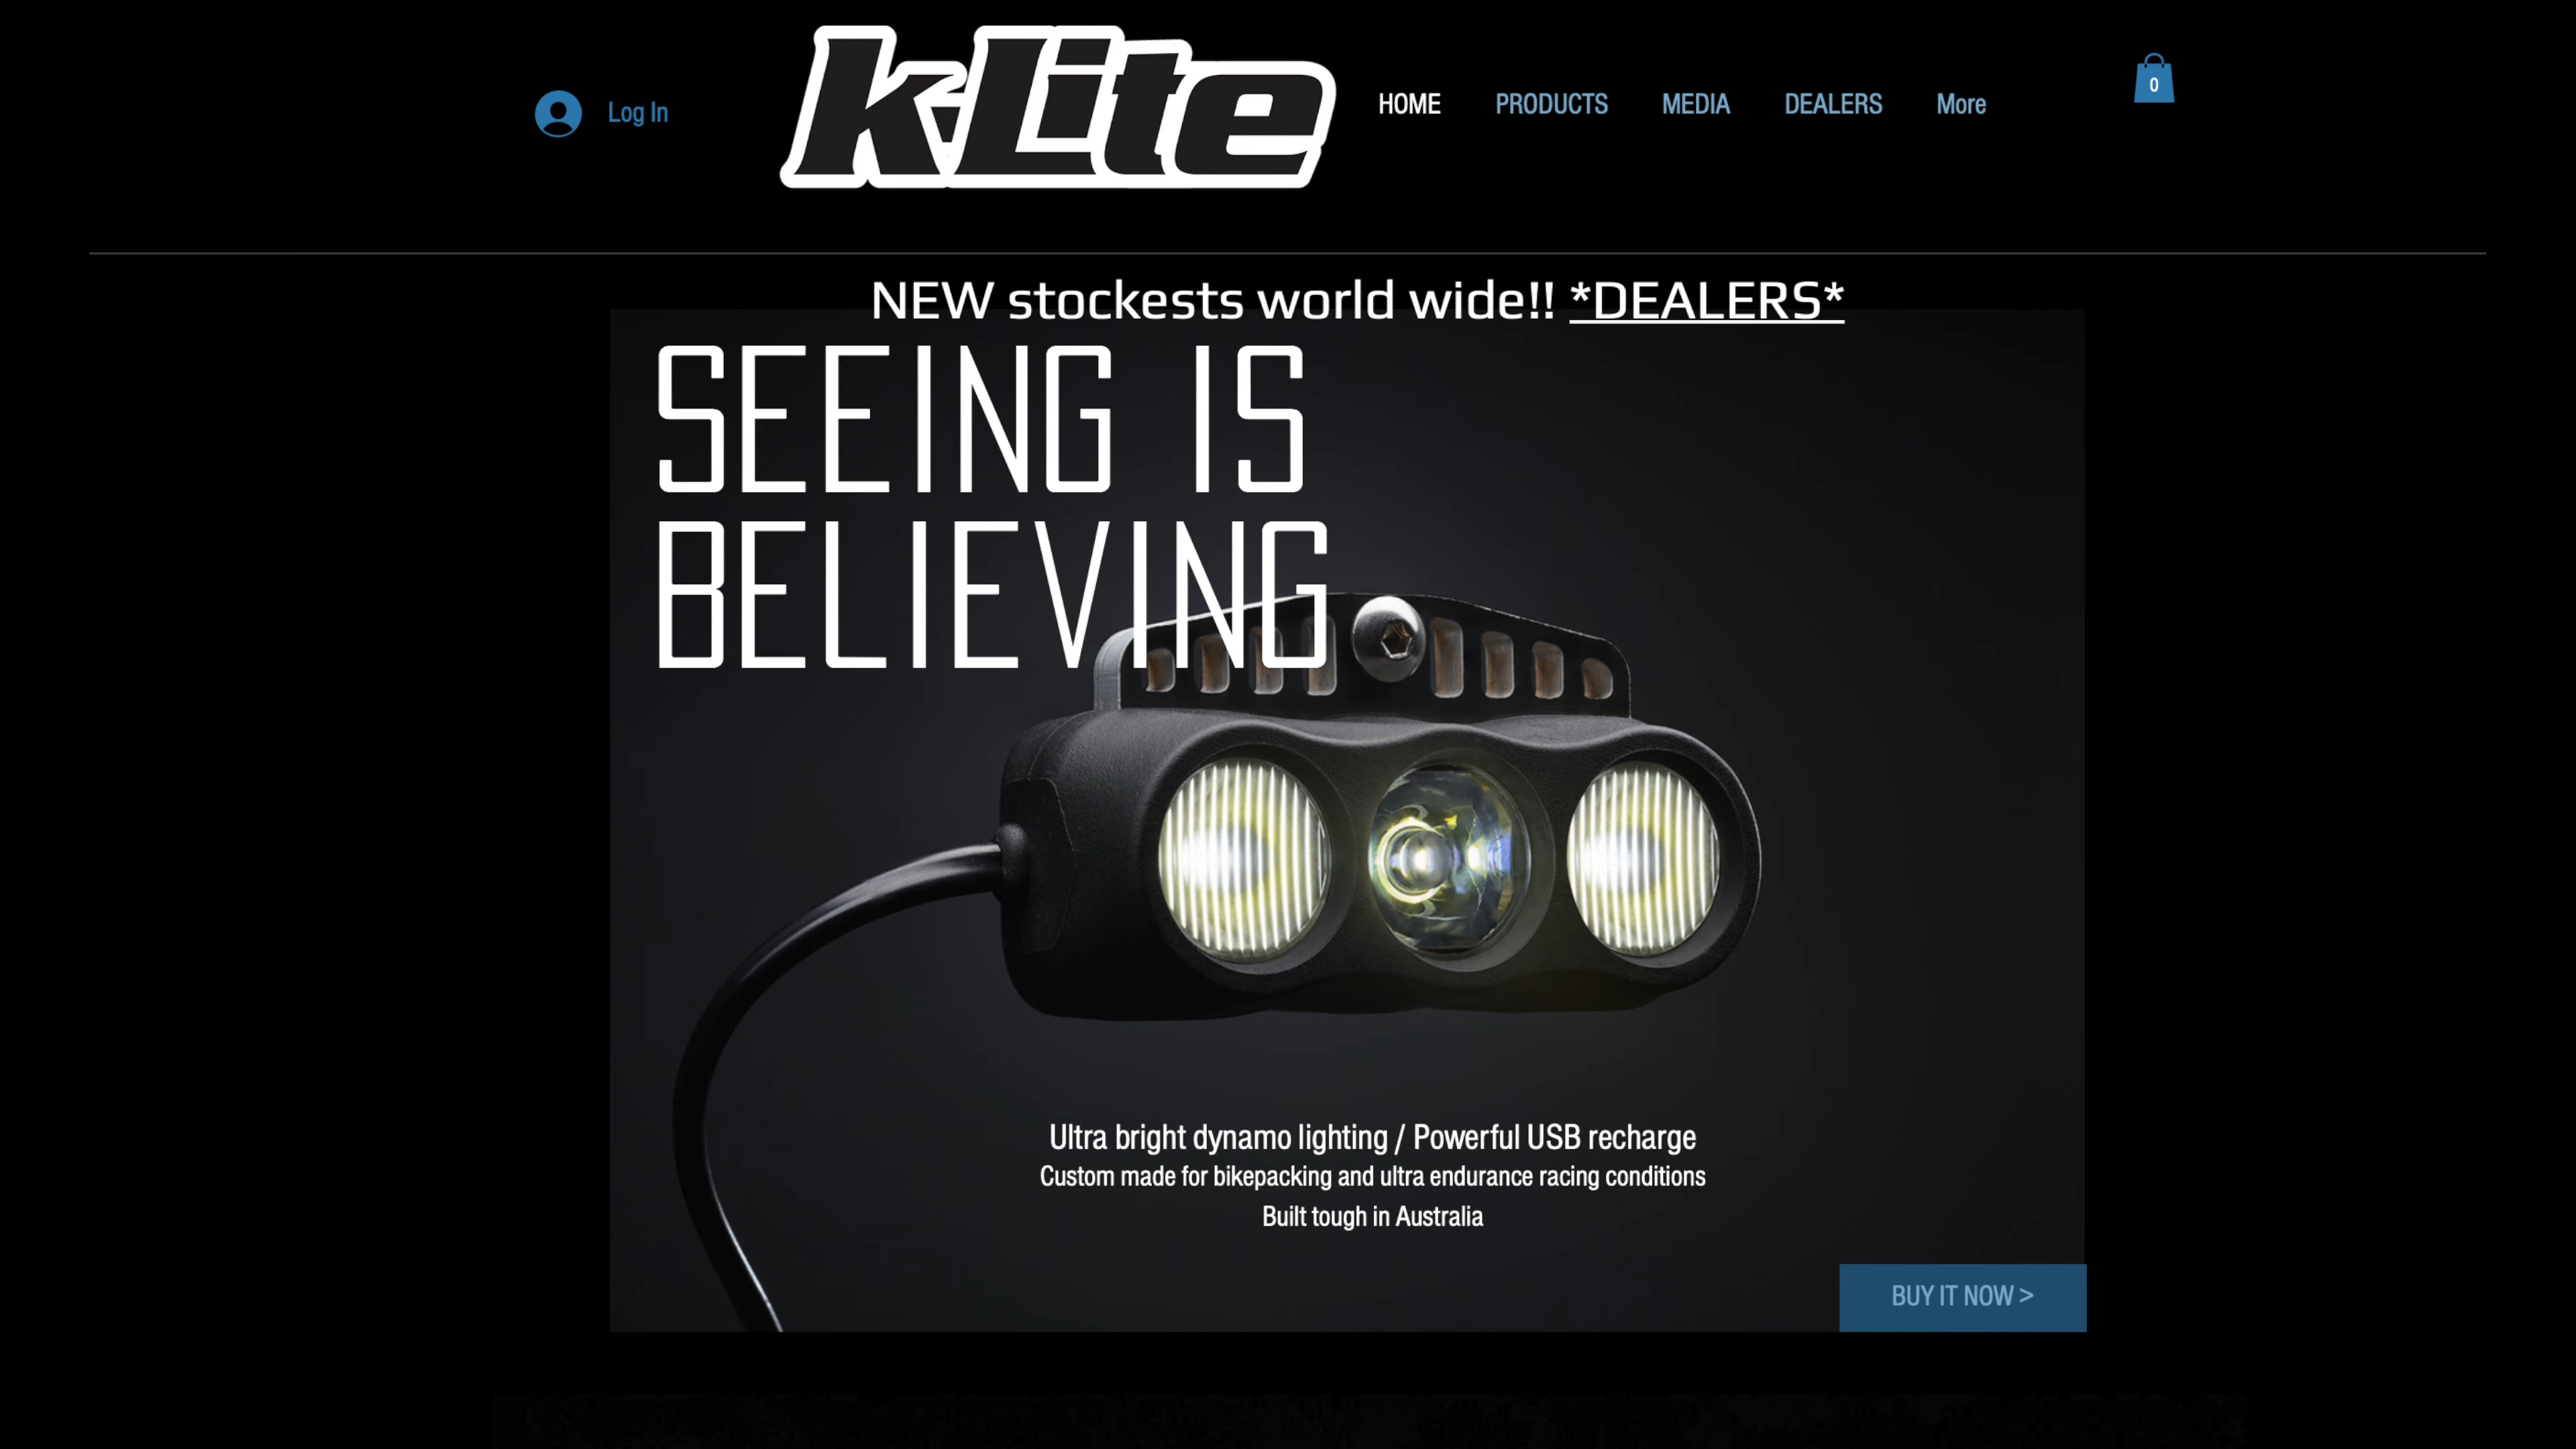 Log In
kLite
HOME PRODUCTS MEDIA DEALERS More
0
NEW stockests world wide!! *DEALERS*
SEEING IS
BELIEVING
Ultra bright dynamo lighting / Powerful USB recharge
Custom made for bikepacking and ultra endurance racing conditions
Built tough in Australia
BUY IT NOW >